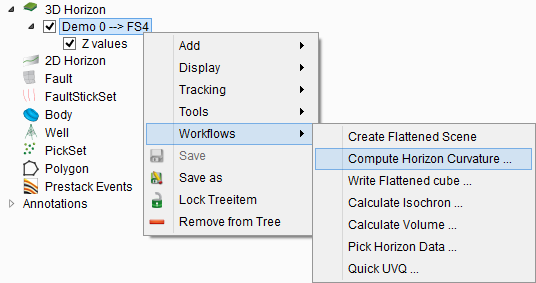 3D Horizon
Demo 0 --> FS4
Z values
2D Horizon
Fault
FaultStickSet
Body
Well
PickSet
Polygon
Prestack Events
Annotations
Add
Display
Tracking
Tools
Workflows
Save
Save as
Lock Treeitem
Remove from Tree
Create Flattened Scene
Compute Horizon Curvature ...
Write Flattened cube ...
Calculate Isochron ...
Calculate Volume ...
Pick Horizon Data ...
Quick UVQ ...